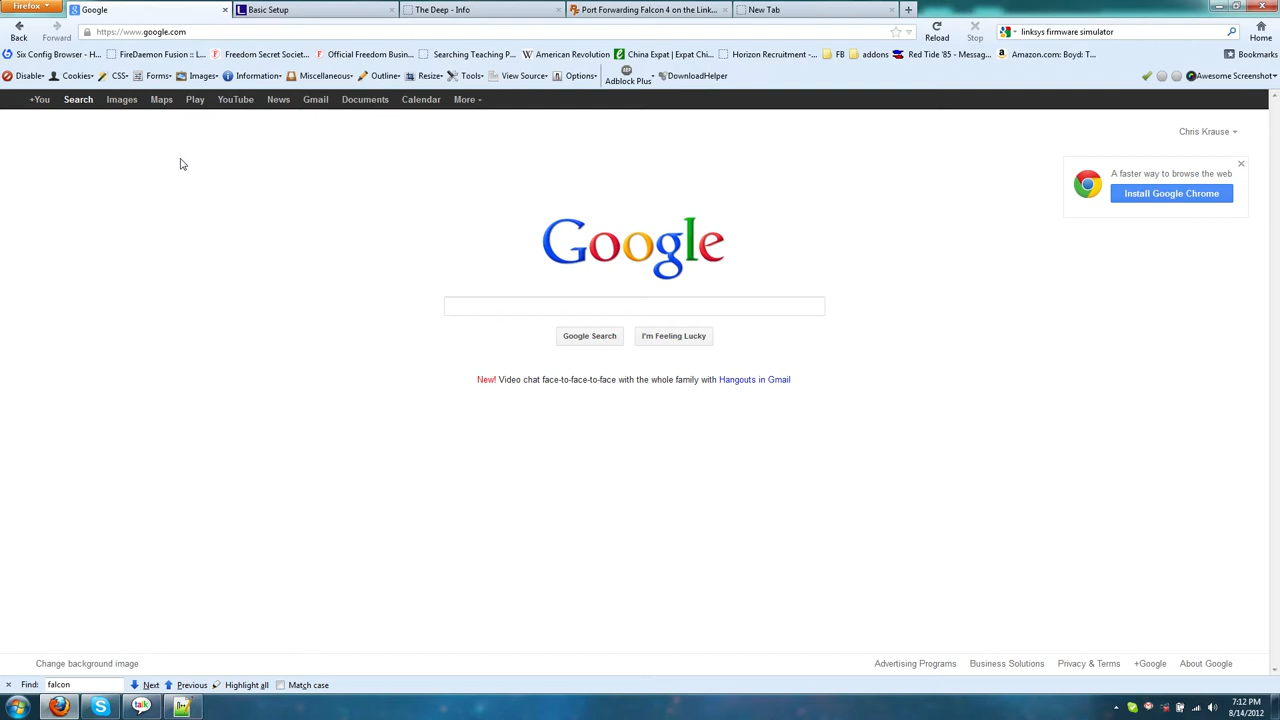 Firefox
Google
Basic Setup
The Deep - Info
Port Forwarding Falcon 4 on the Link...
New Tab
Back
Forward
https://www.google.com
Reload
Stop
linksys firmware simulator
Home
Six Config Browser - H...
FireDaemon Fusion :: L...
Freedom Secret Societ...
Official Freedom Busin...
Searching Teaching P...
American Revolution
China Expat | Expat Chi...
Horizon Recruitment -...
FB
addons
Red Tide '85 - Messag...
Amazon.com: Boyd: T...
Bookmarks
Disable
Cookies
CSS
Forms
Images
Information
Miscellaneous
Outline
Resize
Tools
View Source
Options
ABP
Adblock Plus
DownloadHelper
Awesome Screenshot
+You
Search
Images
Maps
Play
YouTube
News
Gmail
Documents
Calendar
More
Chris Krause
A faster way to browse the web
Install Google Chrome
Google
Google Search
I'm Feeling Lucky
New! Video chat face-to-face-to-face with the whole family with Hangouts in Gmail
Change background image
Advertising Programs
Business Solutions
Privacy & Terms
+Google
About Google
Find:
falcon
Next
Previous
Highlight all
Match case
talk
7:12 PM
8/14/2012